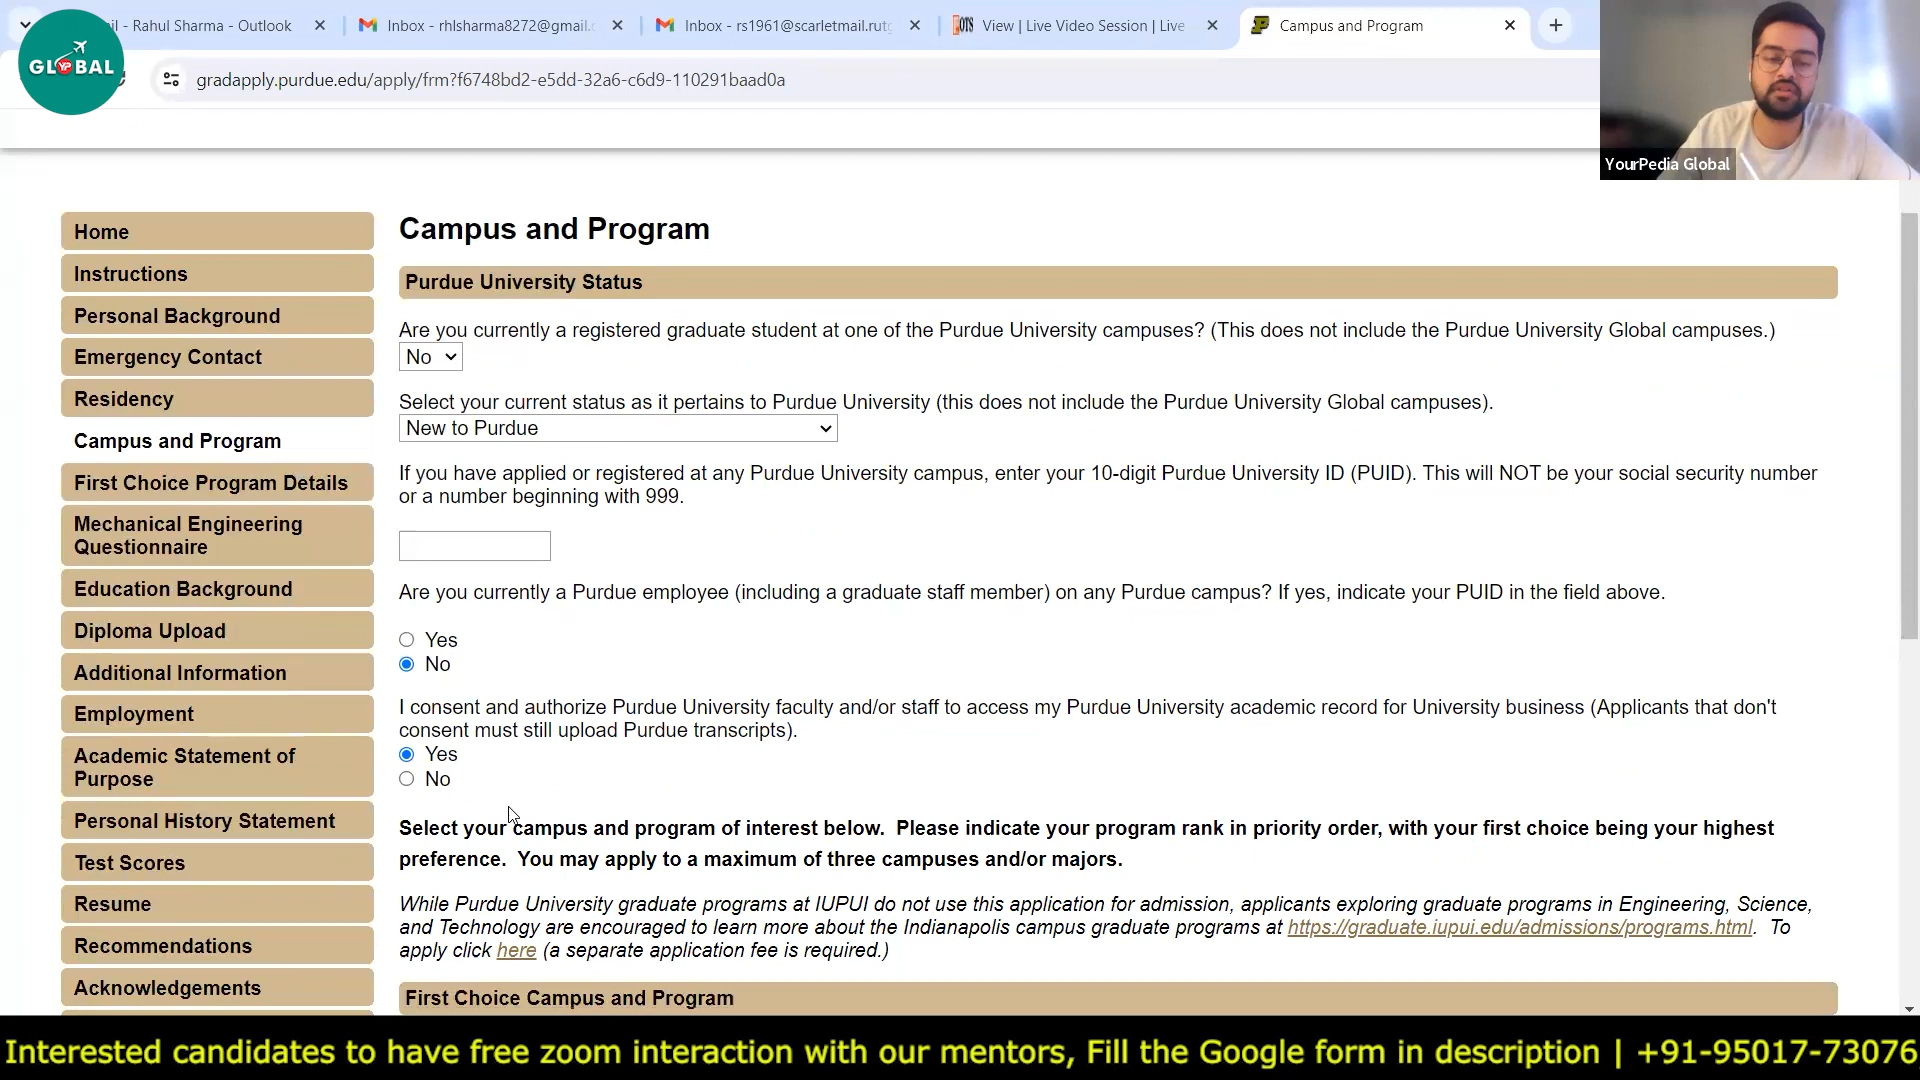 il - Rahul Sharma - Outlook
Inbox - rhlsharma8272@gmail.c
Inbox - rs1961@scarletmail.rutg
OTS View | Live Video Session | Live
Campus and Program
GLOBAL
YP
gradapply.purdue.edu/apply/frm?f6748bd2-e5dd-32a6-c6d9-110291baad0a
YourPedia Global
Home
Instructions
Personal Background
Emergency Contact
Residency
Campus and Program
First Choice Program Details
Mechanical Engineering
Questionnaire
Education Background
Diploma Upload
Additional Information
Employment
Academic Statement of
Purpose
Personal History Statement
Test Scores
Resume
Recommendations
Acknowledgements
Campus and Program
Purdue University Status
Are you currently a registered graduate student at one of the Purdue University campuses? (This does not include the Purdue University Global campuses.)
No
Select your current status as it pertains to Purdue University (this does not include the Purdue University Global campuses).
New to Purdue
If you have applied or registered at any Purdue University campus, enter your 10-digit Purdue University ID (PUID). This will NOT be your social security number
or a number beginning with 999.
Are you currently a Purdue employee (including a graduate staff member) on any Purdue campus? If yes, indicate your PUID in the field above.
Yes
No
I consent and authorize Purdue University faculty and/or staff to access my Purdue University academic record for University business (Applicants that don't
consent must still upload Purdue transcripts).
Yes
No
Select your campus and program of interest below. Please indicate your program rank in priority order, with your first choice being your highest
preference. You may apply to a maximum of three campuses and/or majors.
While Purdue University graduate programs at IUPUI do not use this application for admission, applicants exploring graduate programs in Engineering, Science,
and Technology are encouraged to learn more about the Indianapolis campus graduate programs at https://graduate.iupui.edu/admissions/programs.html. To
apply click here (a separate application fee is required.)
First Choice Campus and Program
Interested candidates to have free zoom interaction with our mentors, Fill the Google form in description | +91-95017-73076